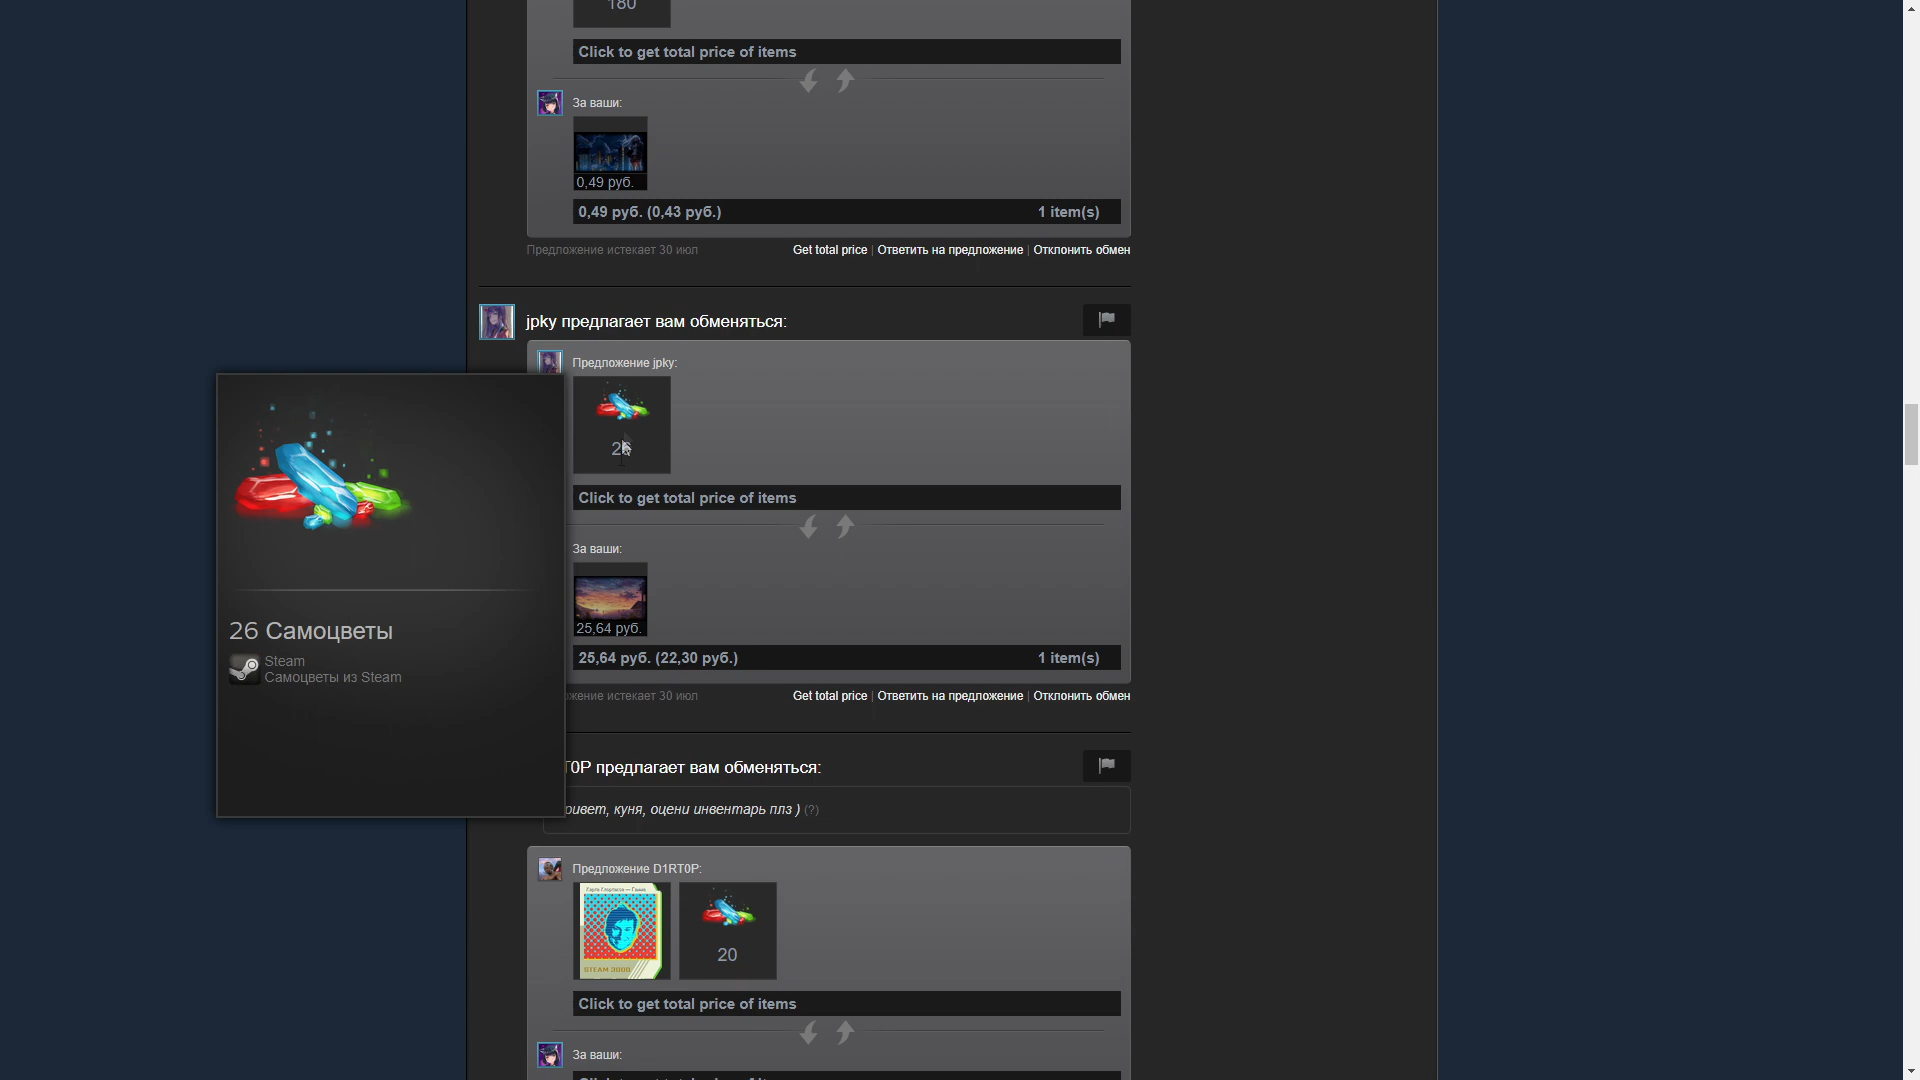 180
Click to get total price of items
За ваши:
0,49 руб.
0,49 руб. (0,43 руб.) 1 item(s)
Предложение истекает 30 июл Get total price | Ответить на предложение | Отклонить обмен
jpky предлагает вам обменяться:
Предложение jpky:
26
Click to get total price of items
За ваши:
25,64 руб.
25,64 руб. (22,30 руб.) 1 item(s)
жение истекает 30 июл Get total price | Ответить на предложение | Отклонить обмен
26 Самоцветы
Steam
Самоцветы из Steam
T0P предлагает вам обменяться:
ривет, куня, оцени инвентарь плз ) (?)
Предложение D1RT0P:
STEAM 3000
20
Click to get total price of items
За ваши: